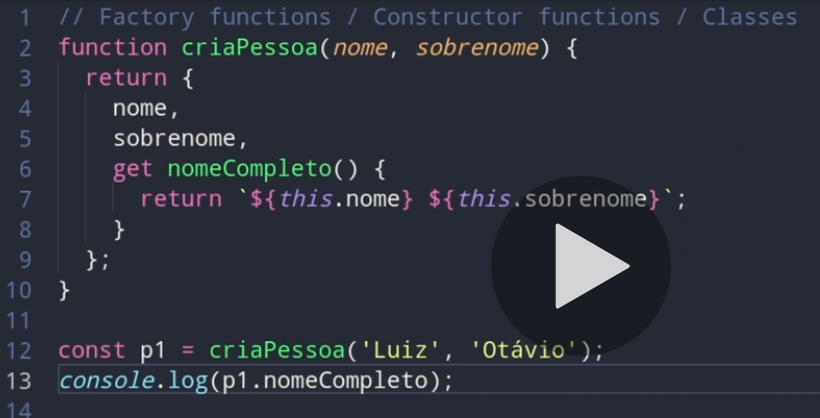 1 // Factory functions / Constructor functions / Classes
2 function criaPessoa(nome, sobrenome) {
3   return {
4     nome,
5     sobrenome,
6     get nomeCompleto() {
7       return `${this.nome} ${this.sobrenome}`;
8     }
9   };
10 }
11
12 const p1 = criaPessoa('Luiz', 'Otávio');
13 console.log(p1.nomeCompleto);
14